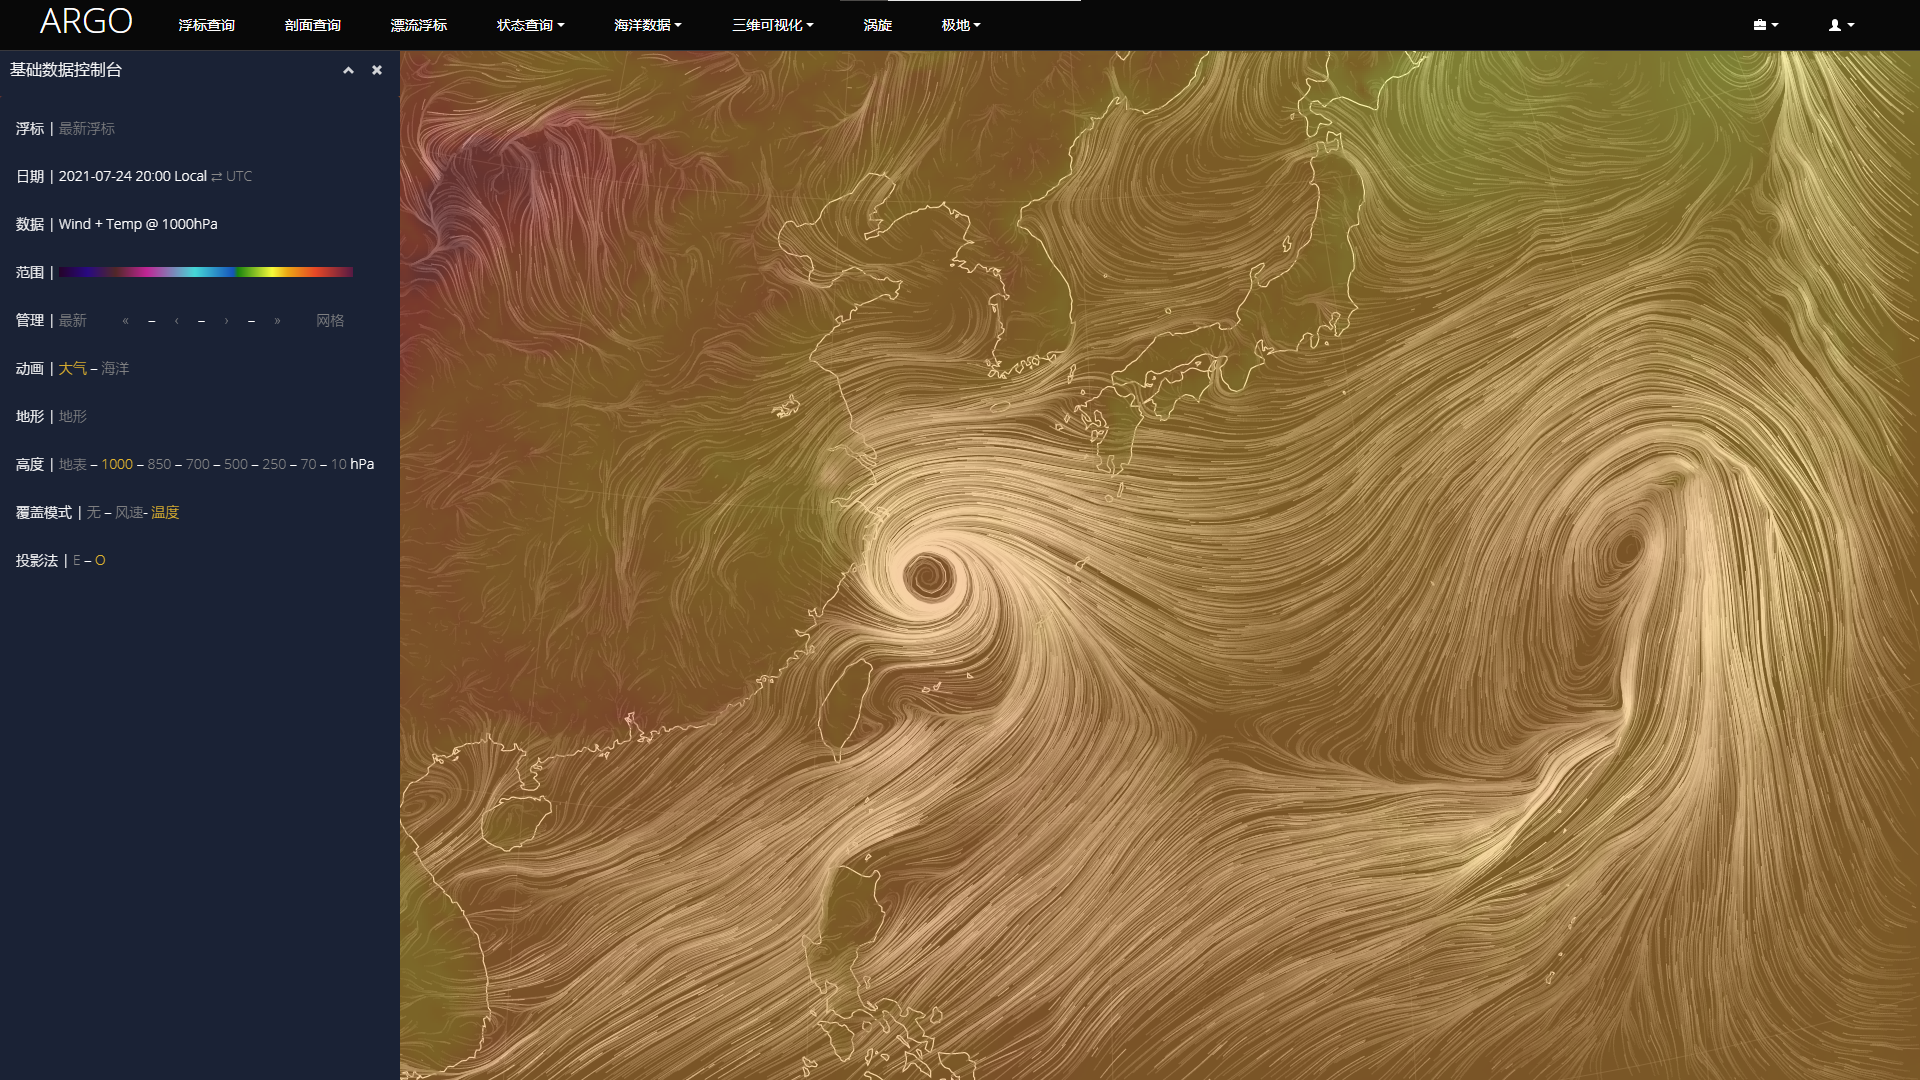 ARGO 浮标查询 剖面查询 漂流浮标 状态查询 海洋数据 三维可视化 涡旋 极地
基础数据控制台
浮标 | 最新浮标
日期 | 2021-07-24 20:00 Local ⇄ UTC
数据 | Wind + Temp @ 1000hPa
范围 |
管理 | 最新 « – ‹ – › – » 网格
动画 | 大气 – 海洋
地形 | 地形
高度 | 地表 – 1000 – 850 – 700 – 500 – 250 – 70 – 10 hPa
覆盖模式 | 无 – 风速- 温度
投影法 | E – O